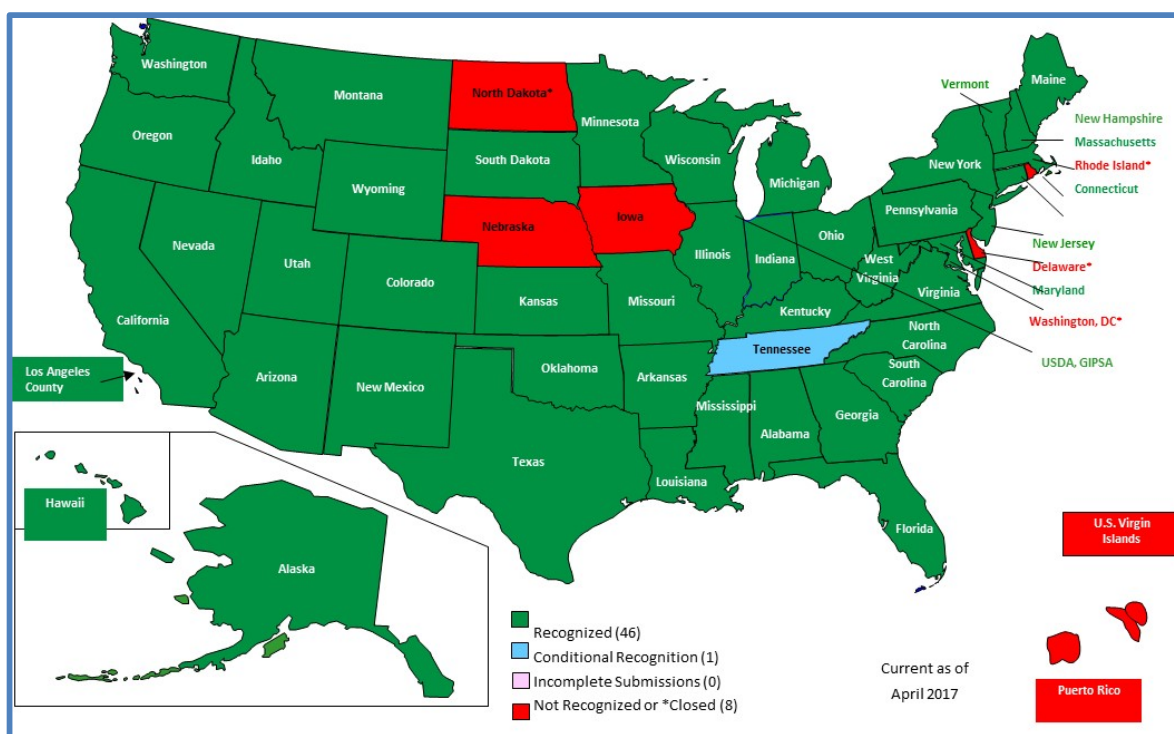 Washington
Montana
North Dakota*
Minnesota
Maine
Vermont
New Hampshire
Massachusetts
Rhode Island*
Connecticut
Oregon
Idaho
South Dakota
Wisconsin
Michigan
New York
Wyoming
Nebraska
Iowa
Pennsylvania
New Jersey
Delaware*
Maryland
Washington, DC*
USDA, GIPSA
Nevada
Utah
Colorado
Kansas
Missouri
Illinois
Indiana
Ohio
West
Virginia
Virginia
Kentucky
California
Tennessee
North
Carolina
South
Carolina
Los Angeles
County
Arizona
New Mexico
Oklahoma
Arkansas
Mississippi
Alabama
Georgia
Texas
Louisiana
Florida
Hawaii
Alaska
U.S. Virgin
Islands
Puerto Rico
Recognized (46)
Conditional Recognition (1)
Incomplete Submissions (0)
Not Recognized or *Closed (8)
Current as of
April 2017